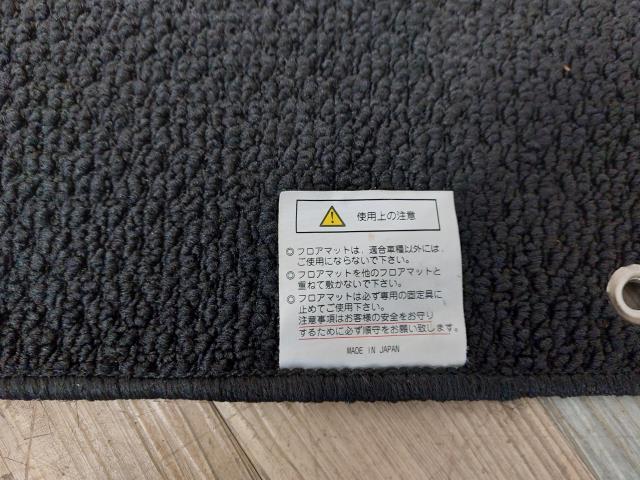 使用上の注意
◎フロアマットは、適合車種以外には、
ご使用にならないで下さい。
◎フロアマットを他のフロアマットと
重ねて敷かないで下さい。
◎フロアマットは必ず専用の固定具に
止めてご使用下さい。
注意事項はお客様の安全をお守り
するために必ず順守をお願い致します。
MADE IN JAPAN